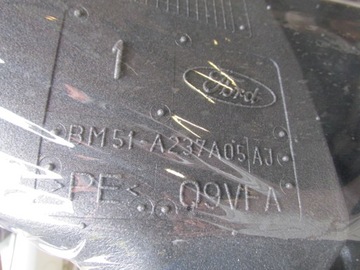 1
Ford
BM51-A237A05 AJ
>PE< Q9VFA